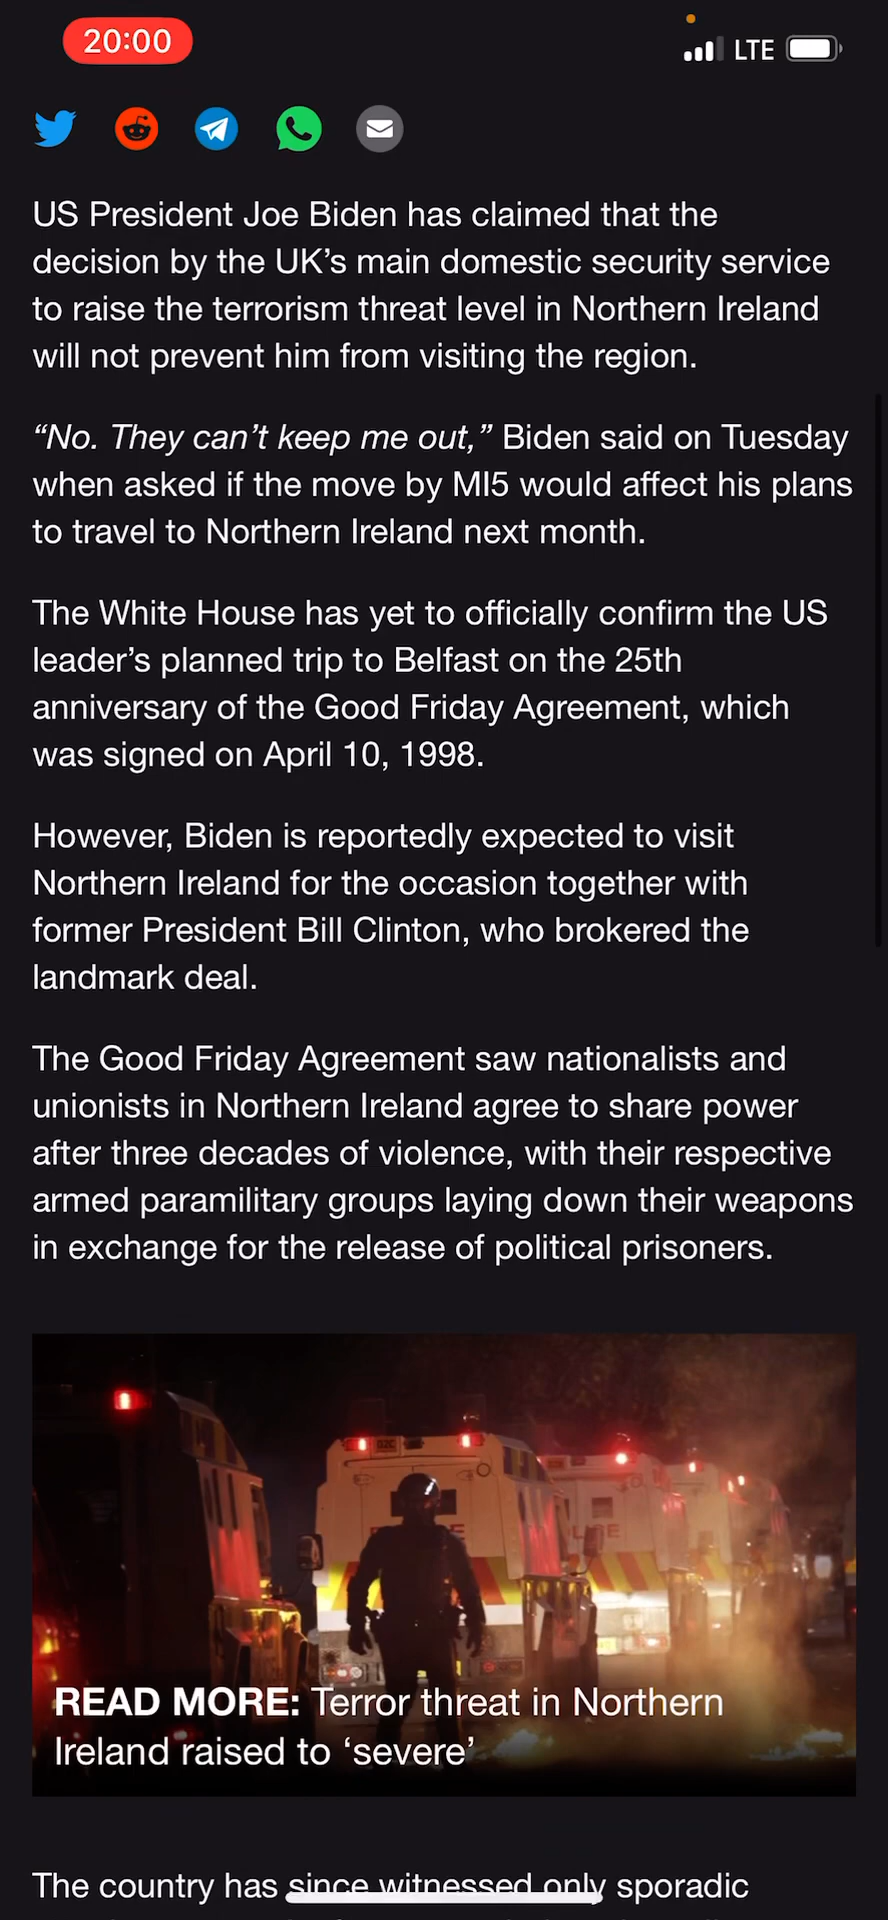 20:00
LTE
US President Joe Biden has claimed that the
decision by the UK’s main domestic security service
to raise the terrorism threat level in Northern Ireland
will not prevent him from visiting the region.
“No. They can’t keep me out,” Biden said on Tuesday
when asked if the move by MI5 would affect his plans
to travel to Northern Ireland next month.
The White House has yet to officially confirm the US
leader’s planned trip to Belfast on the 25th
anniversary of the Good Friday Agreement, which
was signed on April 10, 1998.
However, Biden is reportedly expected to visit
Northern Ireland for the occasion together with
former President Bill Clinton, who brokered the
landmark deal.
The Good Friday Agreement saw nationalists and
unionists in Northern Ireland agree to share power
after three decades of violence, with their respective
armed paramilitary groups laying down their weapons
in exchange for the release of political prisoners.
READ MORE: Terror threat in Northern
Ireland raised to ‘severe’
The country has since witnessed only sporadic